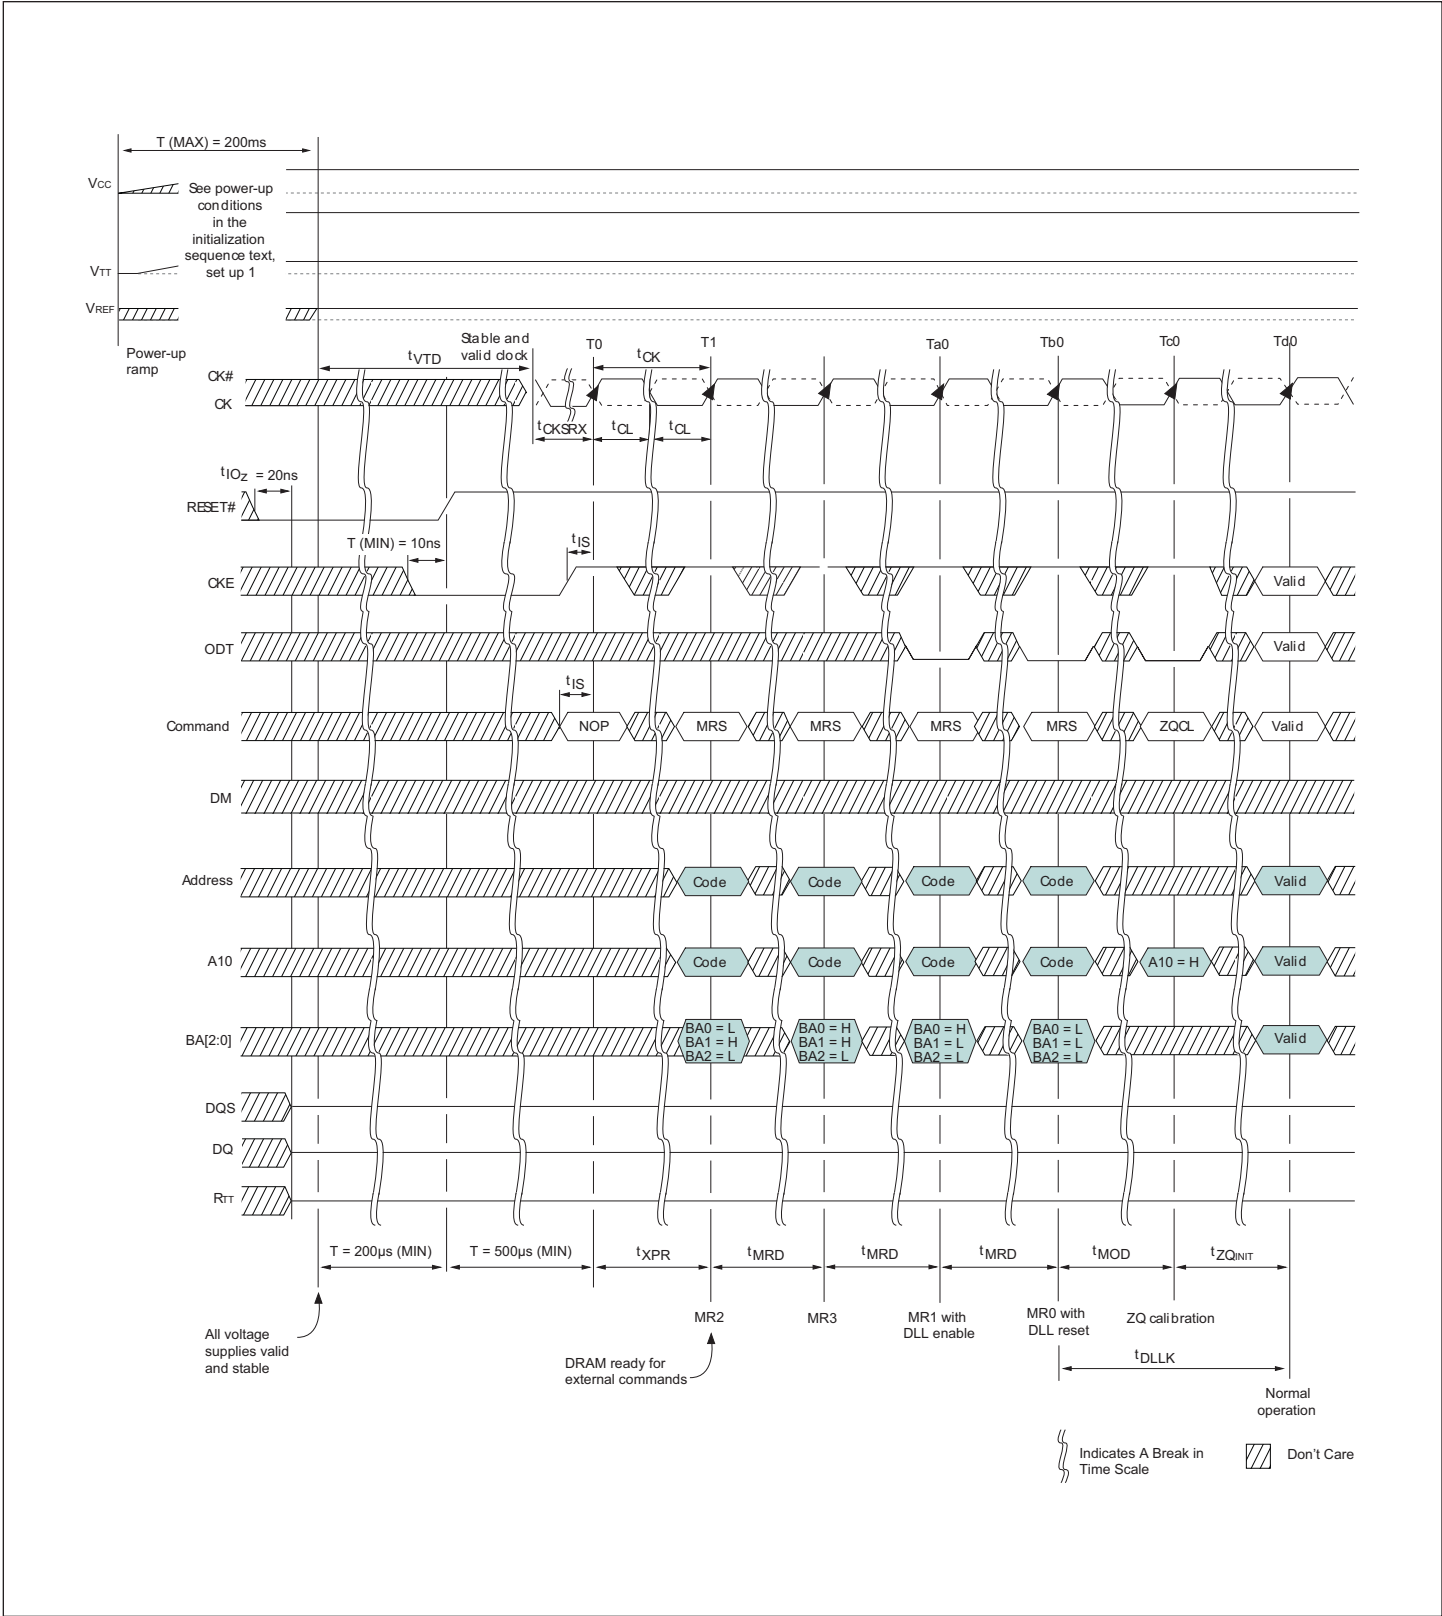 T (MAX) = 200ms
VCC
See power-up
conditions
in the
initialization
sequence text,
set up 1
VTT
VREF
Power-up
ramp
tVTD
Stable and
valid clock
T0
tCK
T1
Ta0
Tb0
Tc0
Td0
CK#
CK
tCKSRX
tCL
tCL
tIOZ = 20ns
RESET#
T (MIN) = 10ns
tIS
CKE
Valid
ODT
Valid
tIS
Command
NOP
MRS
MRS
MRS
MRS
ZQCL
Valid
DM
Address
Code
Code
Code
Code
Valid
A10
Code
Code
Code
Code
A10 = H
Valid
BA[2:0]
BA0 = L
BA1 = H
BA2 = L
BA0 = H
BA1 = H
BA2 = L
BA0 = H
BA1 = L
BA2 = L
BA0 = L
BA1 = L
BA2 = L
Valid
DQS
DQ
RTT
T = 200µs (MIN)
T = 500µs (MIN)
tXPR
tMRD
tMRD
tMRD
tMOD
tZQINIT
All voltage
supplies valid
and stable
MR2
DRAM ready for
external commands
MR3
MR1 with
DLL enable
MR0 with
DLL reset
ZQ calibration
tDLLK
Normal
operation
Indicates A Break in
Time Scale
Don't Care